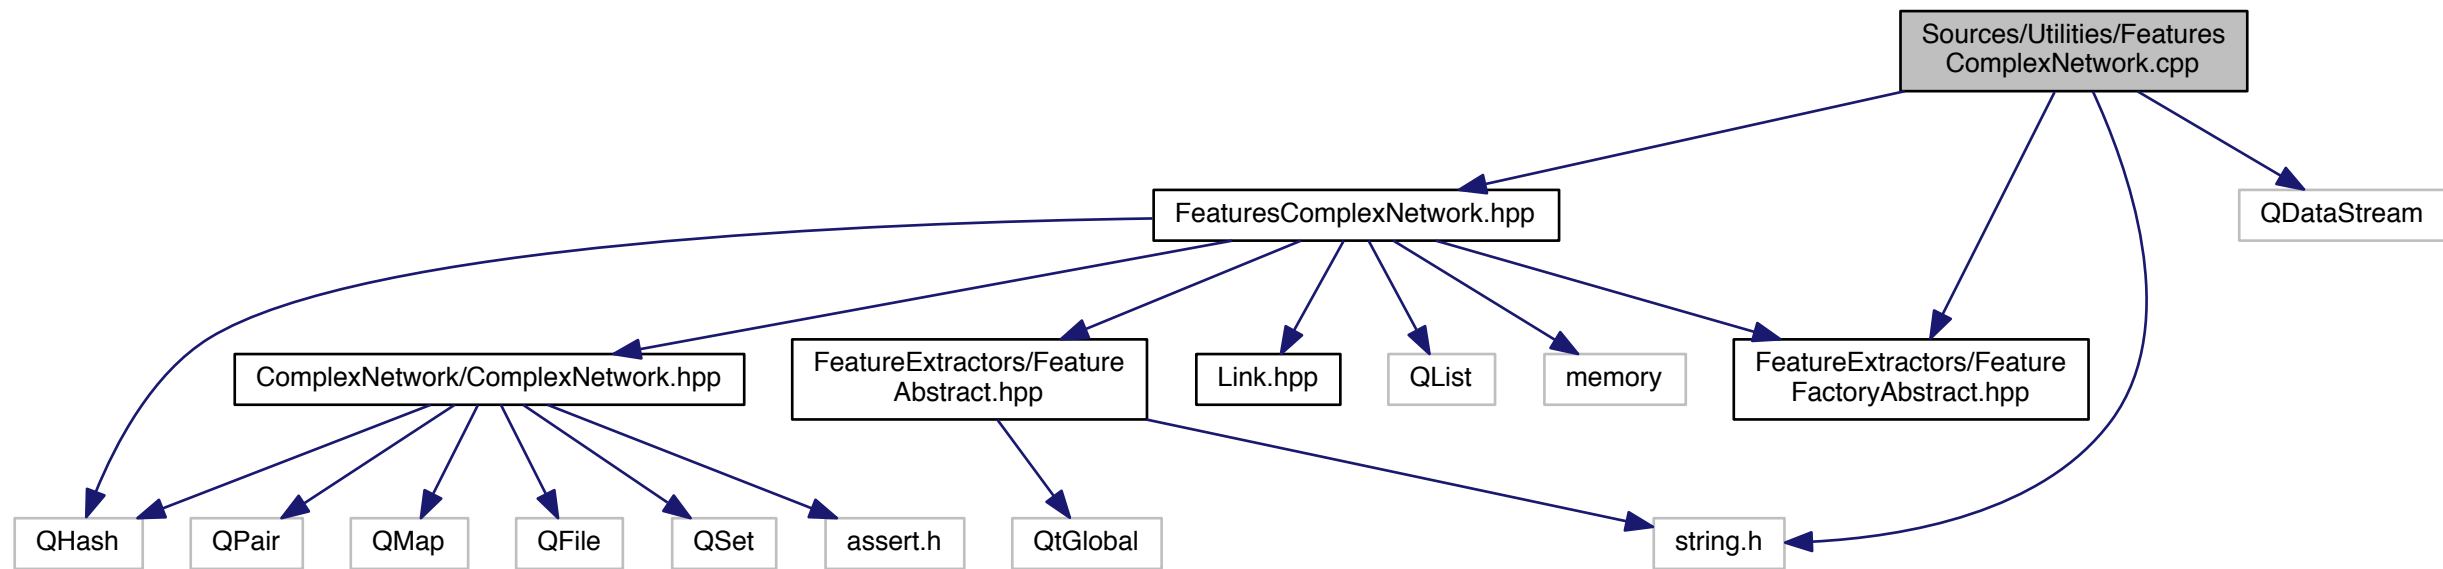 Sources/Utilities/Features
ComplexNetwork.cpp
FeaturesComplexNetwork.hpp
QDataStream
ComplexNetwork/ComplexNetwork.hpp
FeatureExtractors/Feature
Abstract.hpp
Link.hpp
QList
memory
FeatureExtractors/Feature
FactoryAbstract.hpp
QHash
QPair
QMap
QFile
QSet
assert.h
QtGlobal
string.h